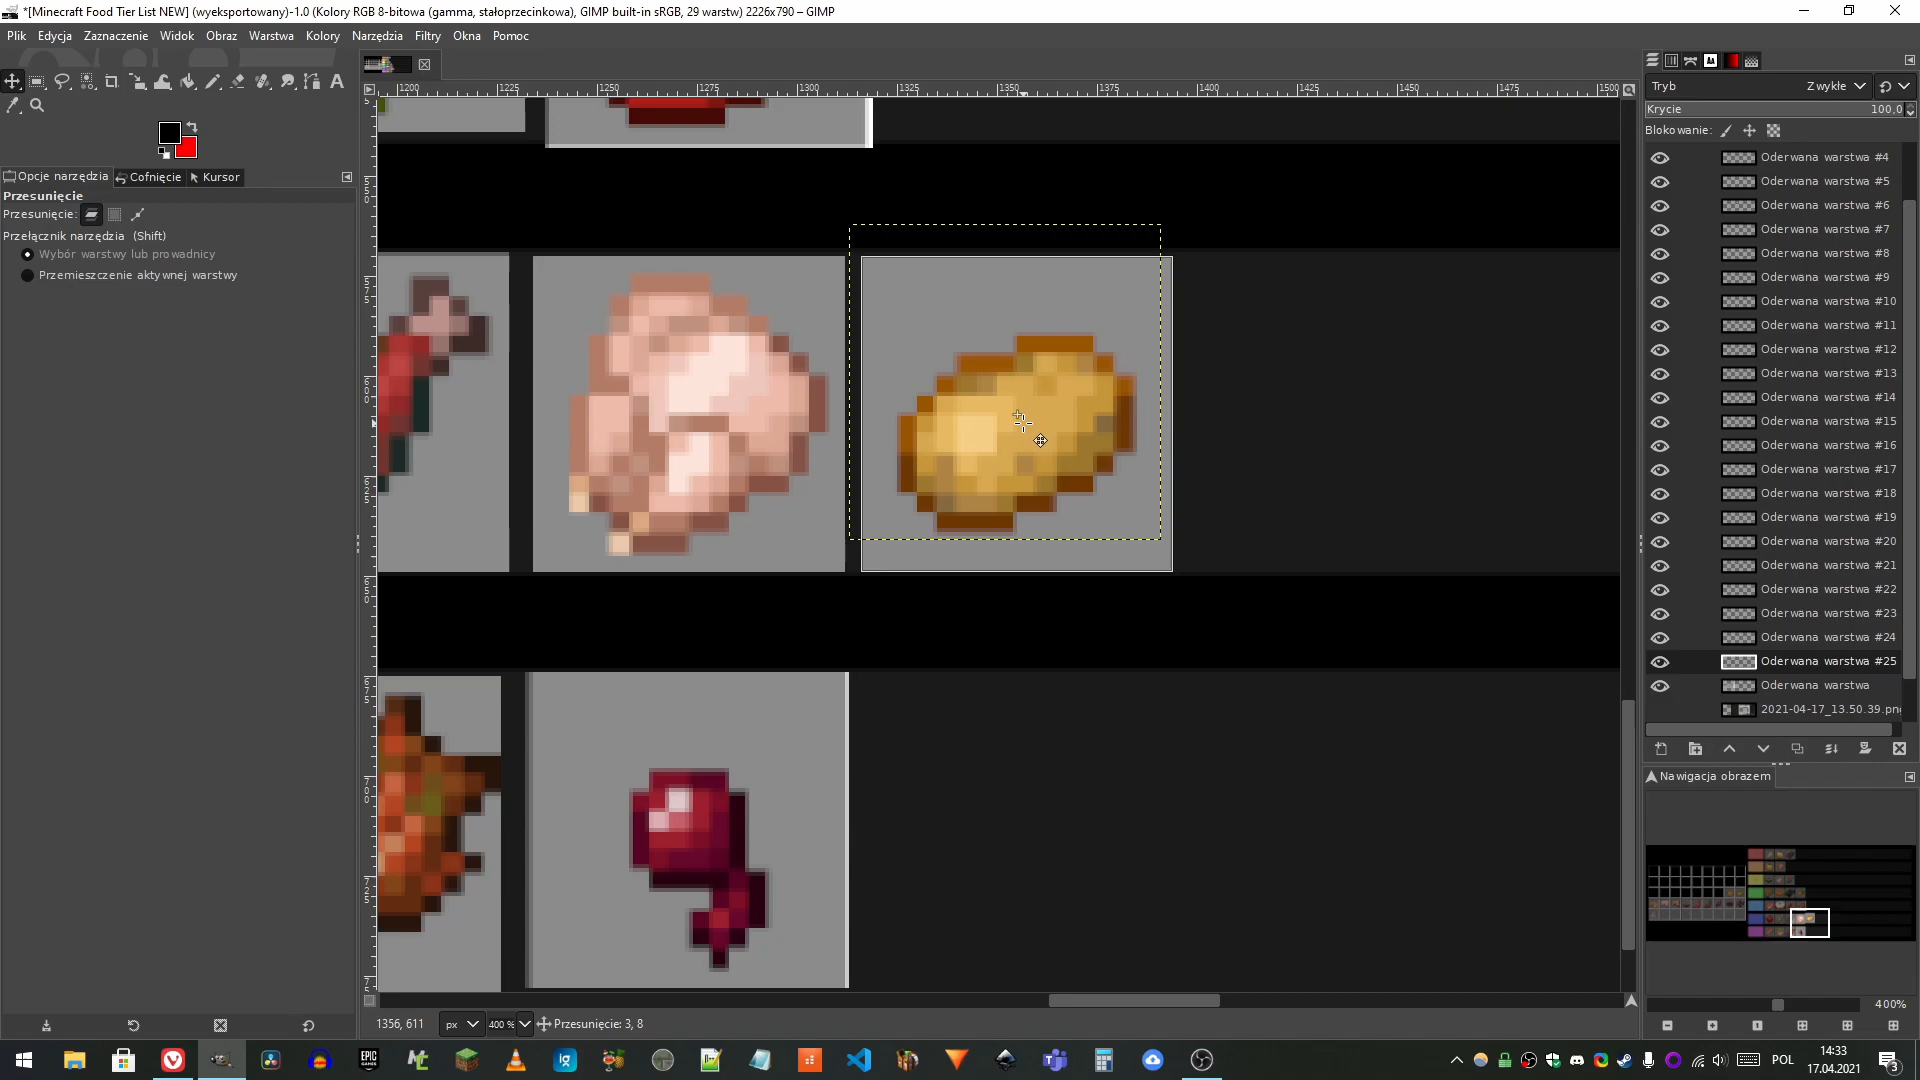 *[Minecraft Food Tier List NEW] (wyeksportowany)-1.0 (Kolory RGB 8-bitowa (gamma, stałoprzecinkowa), GIMP built-in sRGB, 29 warstw) 2226x790 – GIMP
Plik Edycja Zaznaczenie Widok Obraz Warstwa Kolory Narzędzia Filtry Okna Pomoc
1200 1225 1250 1275 1300 1325 1350 1375 1400 1425 1450 1475 1500
Tryb Zwykłe
Krycie 100,0
Blokowanie:
Opcje narzędzia Cofnięcie Kursor
Przesunięcie
Przesunięcie:
Przełącznik narzędzia (Shift)
Wybór warstwy lub prowadnicy
Przemieszczenie aktywnej warstwy
Oderwana warstwa #4
Oderwana warstwa #5
Oderwana warstwa #6
Oderwana warstwa #7
Oderwana warstwa #8
Oderwana warstwa #9
Oderwana warstwa #10
Oderwana warstwa #11
Oderwana warstwa #12
Oderwana warstwa #13
Oderwana warstwa #14
Oderwana warstwa #15
Oderwana warstwa #16
Oderwana warstwa #17
Oderwana warstwa #18
Oderwana warstwa #19
Oderwana warstwa #20
Oderwana warstwa #21
Oderwana warstwa #22
Oderwana warstwa #23
Oderwana warstwa #24
Oderwana warstwa #25
Oderwana warstwa
2021-04-17_13.50.39.png
Nawigacja obrazem
400%
1356, 611 px 400 % Przesunięcie: 3, 8
POL
14:33
17.04.2021
3